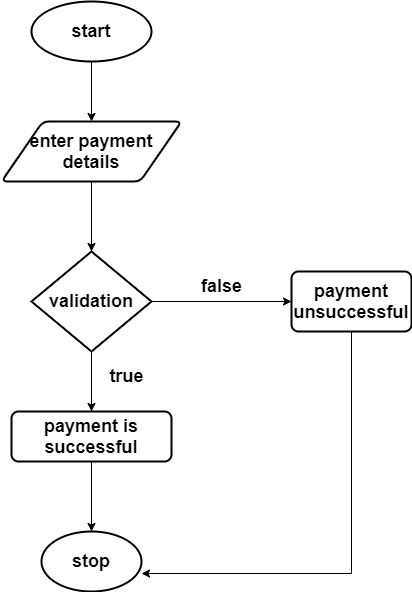 start
enter payment
details
validation
false
payment
unsuccessful
true
payment is
successful
stop